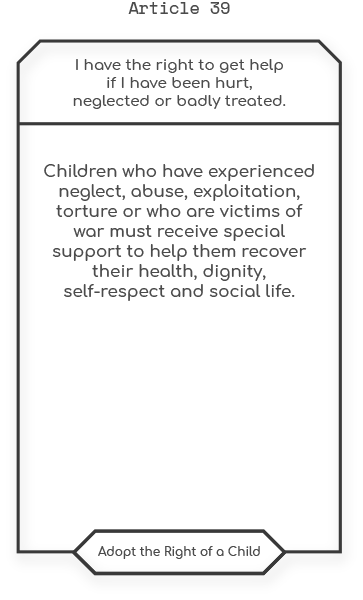 Article 39
I have the right to get help
if I have been hurt,
neglected or badly treated.
Children who have experienced
neglect, abuse, exploitation,
torture or who are victims of
war must receive special
support to help them recover
their health, dignity,
self-respect and social life.
Adopt the Right of a Child